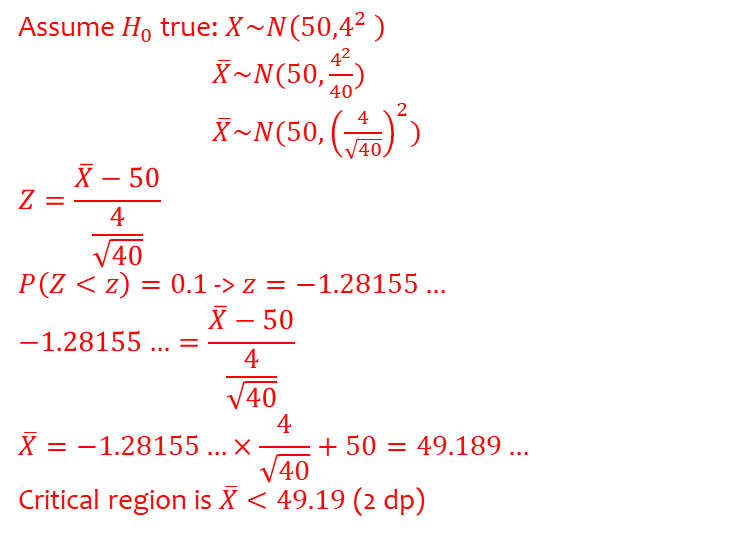 Assume H₀ true: X~N(50,4² )
X̄~N(50, 4²/40)
X̄~N(50, (4/√40)²)
Z = (X̄ − 50)/(4/√40)
P(Z < z) = 0.1 -> z = −1.28155 ...
−1.28155 ... = (X̄ − 50)/(4/√40)
X̄ = −1.28155 ... × 4/√40 + 50 = 49.189 ...
Critical region is X̄ < 49.19 (2 dp)